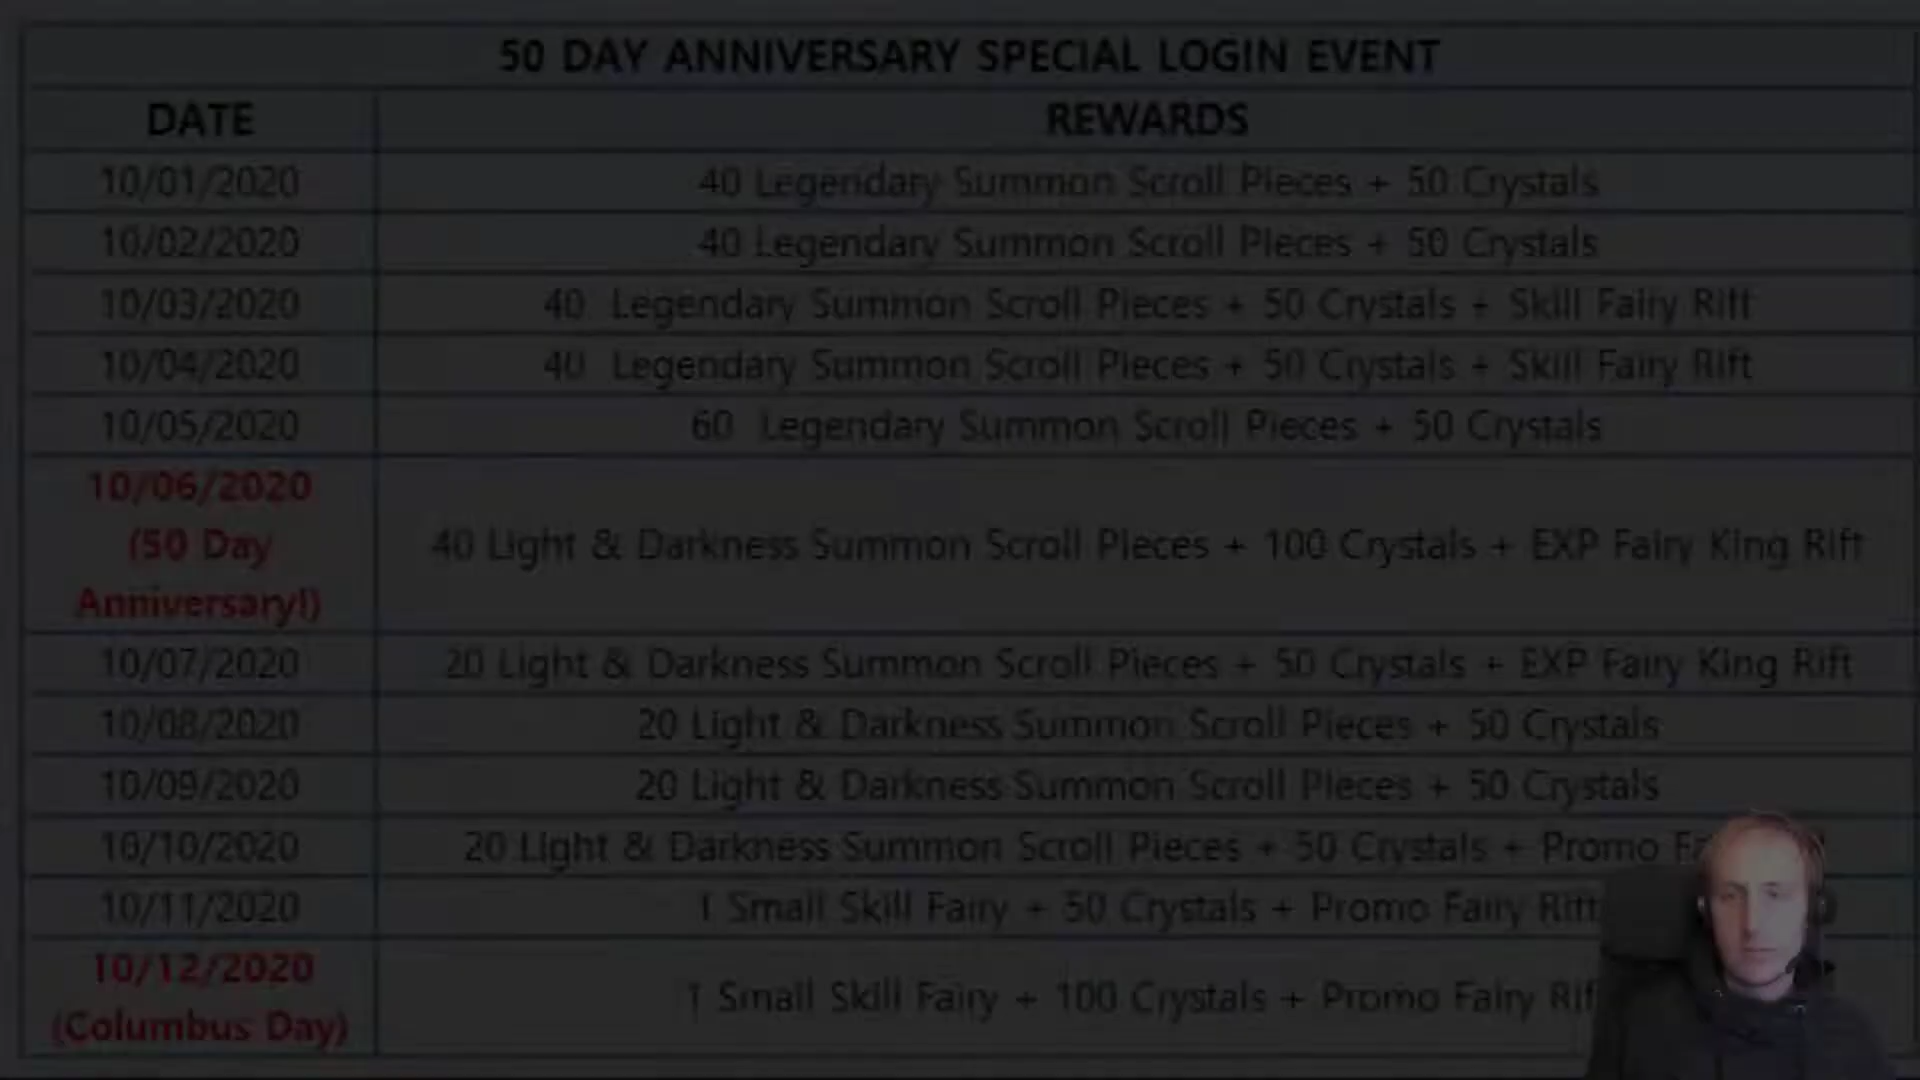 50 DAY ANNIVERSARY SPECIAL LOGIN EVENT
DATE REWARDS
10/01/2020 40 Legendary Summon Scroll Pieces + 50 Crystals
10/02/2020 40 Legendary Summon Scroll Pieces + 50 Crystals
10/03/2020 40 Legendary Summon Scroll Pieces + 50 Crystals + Skill Fairy Rift
10/04/2020 40 Legendary Summon Scroll Pieces + 50 Crystals + Skill Fairy Rift
10/05/2020 60 Legendary Summon Scroll Pieces + 50 Crystals
10/06/2020
(50 Day
Anniversary!)
40 Light & Darkness Summon Scroll Pieces + 100 Crystals + EXP Fairy King Rift
10/07/2020 20 Light & Darkness Summon Scroll Pieces + 50 Crystals + EXP Fairy King Rift
10/08/2020 20 Light & Darkness Summon Scroll Pieces + 50 Crystals
10/09/2020 20 Light & Darkness Summon Scroll Pieces + 50 Crystals
10/10/2020 20 Light & Darkness Summon Scroll Pieces + 50 Crystals + Promo
10/11/2020 1 Small Skill Fairy + 50 Crystals + Promo Fairy Rift
10/12/2020
(Columbus Day)
1 Small Skill Fairy + 100 Crystals + Promo Fairy